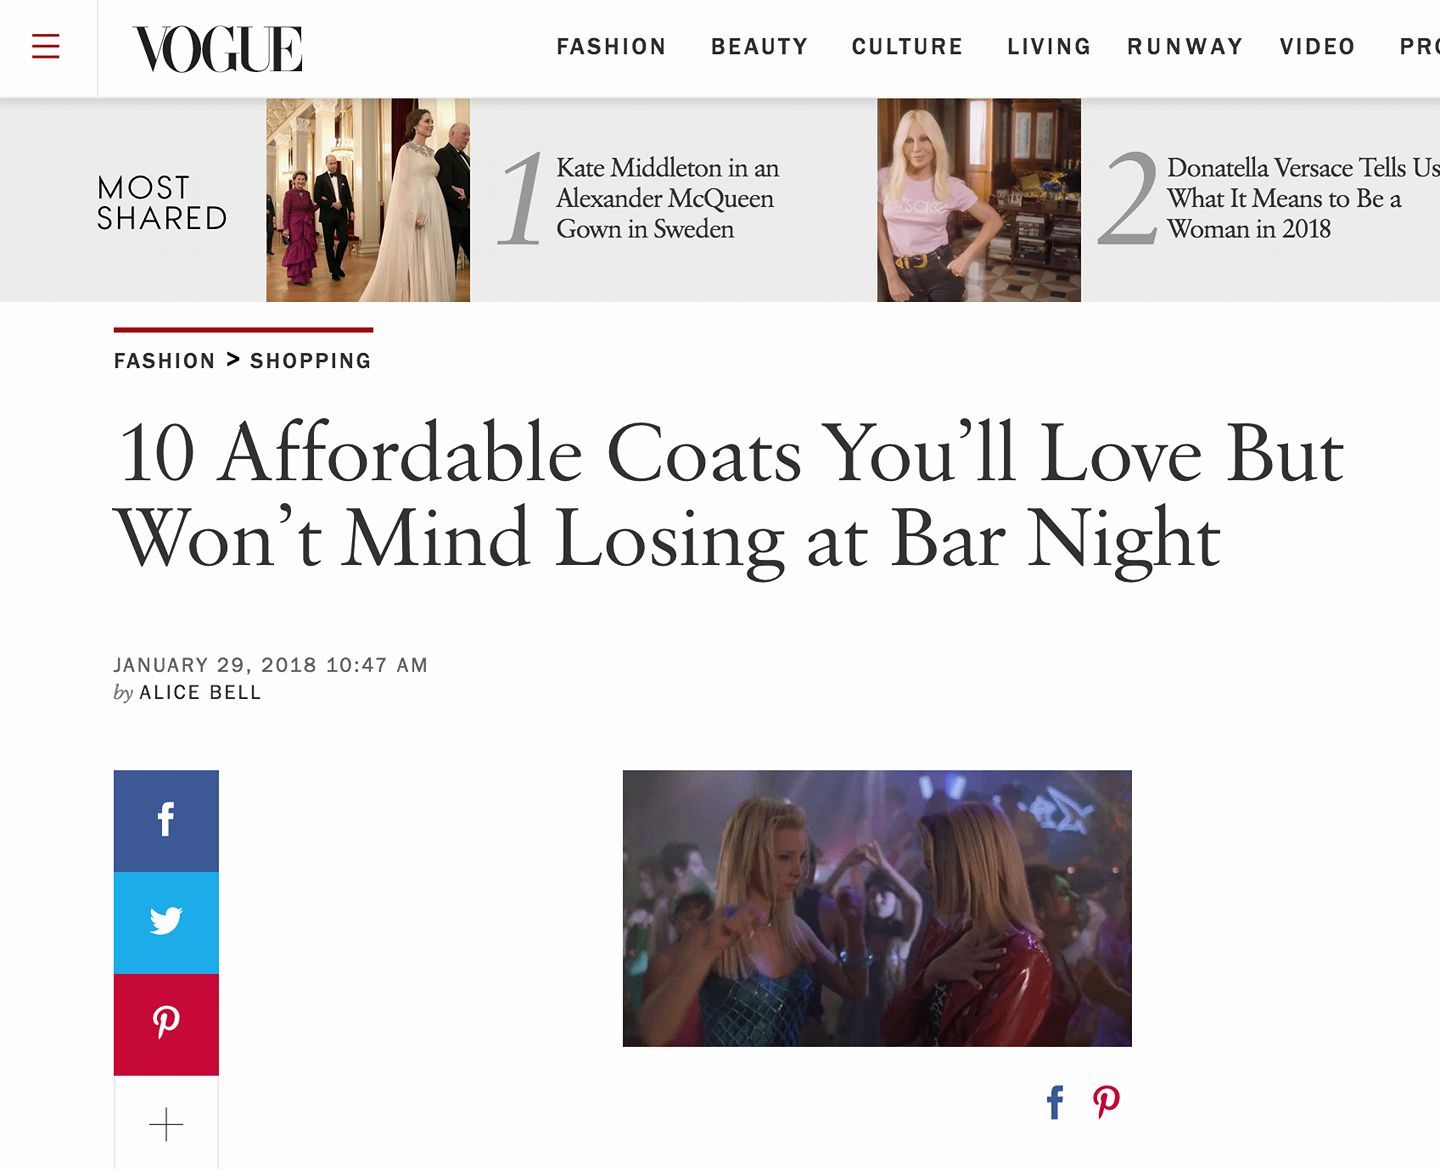 VOGUE
FASHION BEAUTY CULTURE LIVING RUNWAY VIDEO
MOST
SHARED
1
Kate Middleton in an
Alexander McQueen
Gown in Sweden
2
Donatella Versace Tells Us
What It Means to Be a
Woman in 2018
FASHION > SHOPPING
10 Affordable Coats You’ll Love But
Won’t Mind Losing at Bar Night
JANUARY 29, 2018 10:47 AM
by ALICE BELL